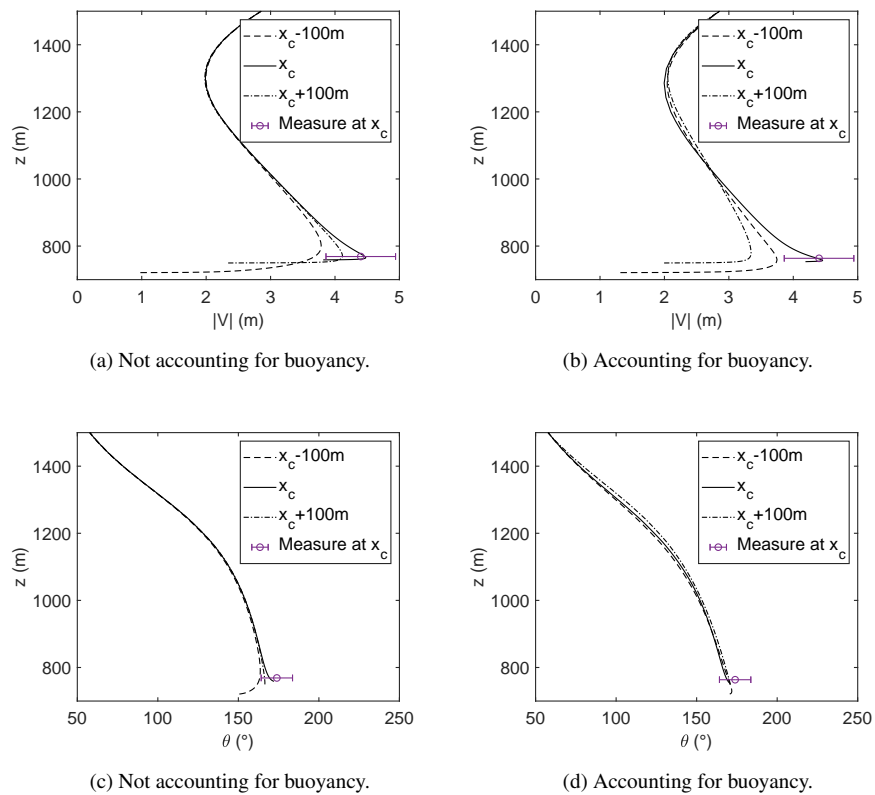 1400
1200
1000
800
z (m)
0 1 2 3 4 5
|V| (m)
x_c-100m
x_c
x_c+100m
Measure at x_c
(a) Not accounting for buoyancy.
1400
1200
1000
800
z (m)
0 1 2 3 4 5
|V| (m)
x_c-100m
x_c
x_c+100m
Measure at x_c
(b) Accounting for buoyancy.
1400
1200
1000
800
z (m)
50 100 150 200 250
θ (°)
x_c-100m
x_c
x_c+100m
Measure at x_c
(c) Not accounting for buoyancy.
1400
1200
1000
800
z (m)
50 100 150 200 250
θ (°)
x_c-100m
x_c
x_c+100m
Measure at x_c
(d) Accounting for buoyancy.